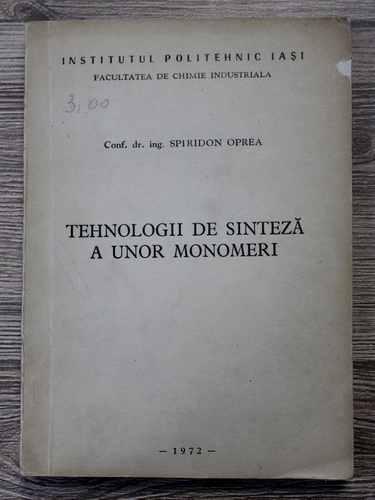 INSTITUTUL POLITEHNIC IAȘI
FACULTATEA DE CHIMIE INDUSTRIALA
3,00
Conf. dr. ing. SPIRIDON OPREA
TEHNOLOGII DE SINTEZĂ
A UNOR MONOMERI
— 1972 —